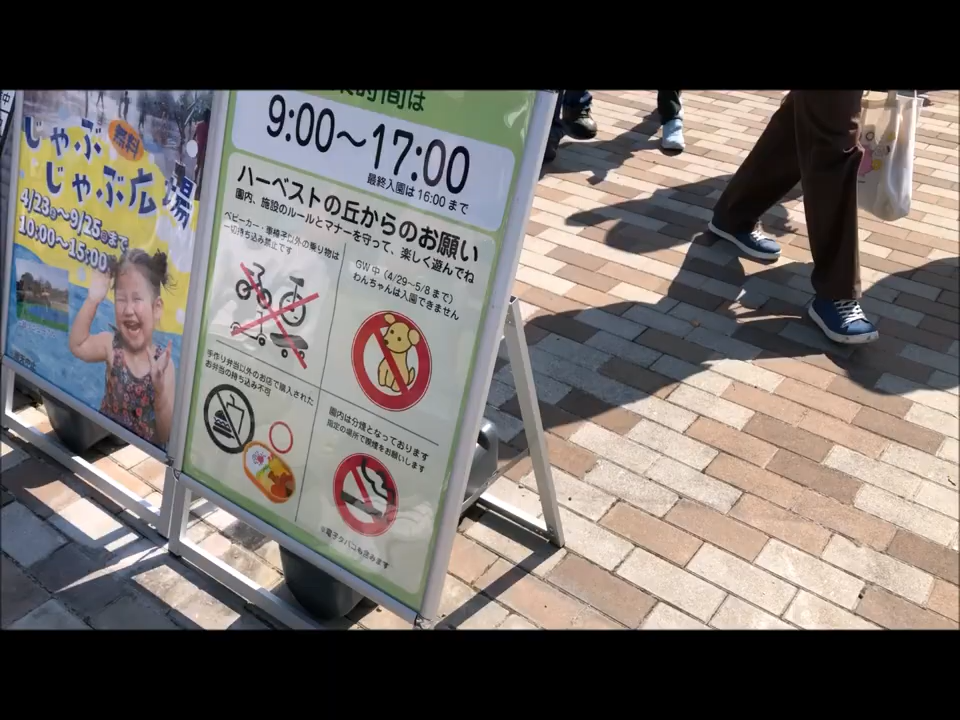 じゃぶ
無料
じゃぶ広場
4/23㊏～9/25㊐まで
10:00～15:00
時間は
9:00～17:00
最終入園は16:00まで
ハーベストの丘からのお願い
園内、施設のルールとマナーを守って、楽しく遊んでね
ベビーカー・車椅子以外の乗り物は
一切持ち込み禁止です
GW中（4/29～5/8まで）
わんちゃんは入園できません
手作り弁当以外のお店で購入された
お弁当の持ち込み不可
園内は分煙となっております
指定の場所で喫煙をお願いします
※電子タバコも含みます